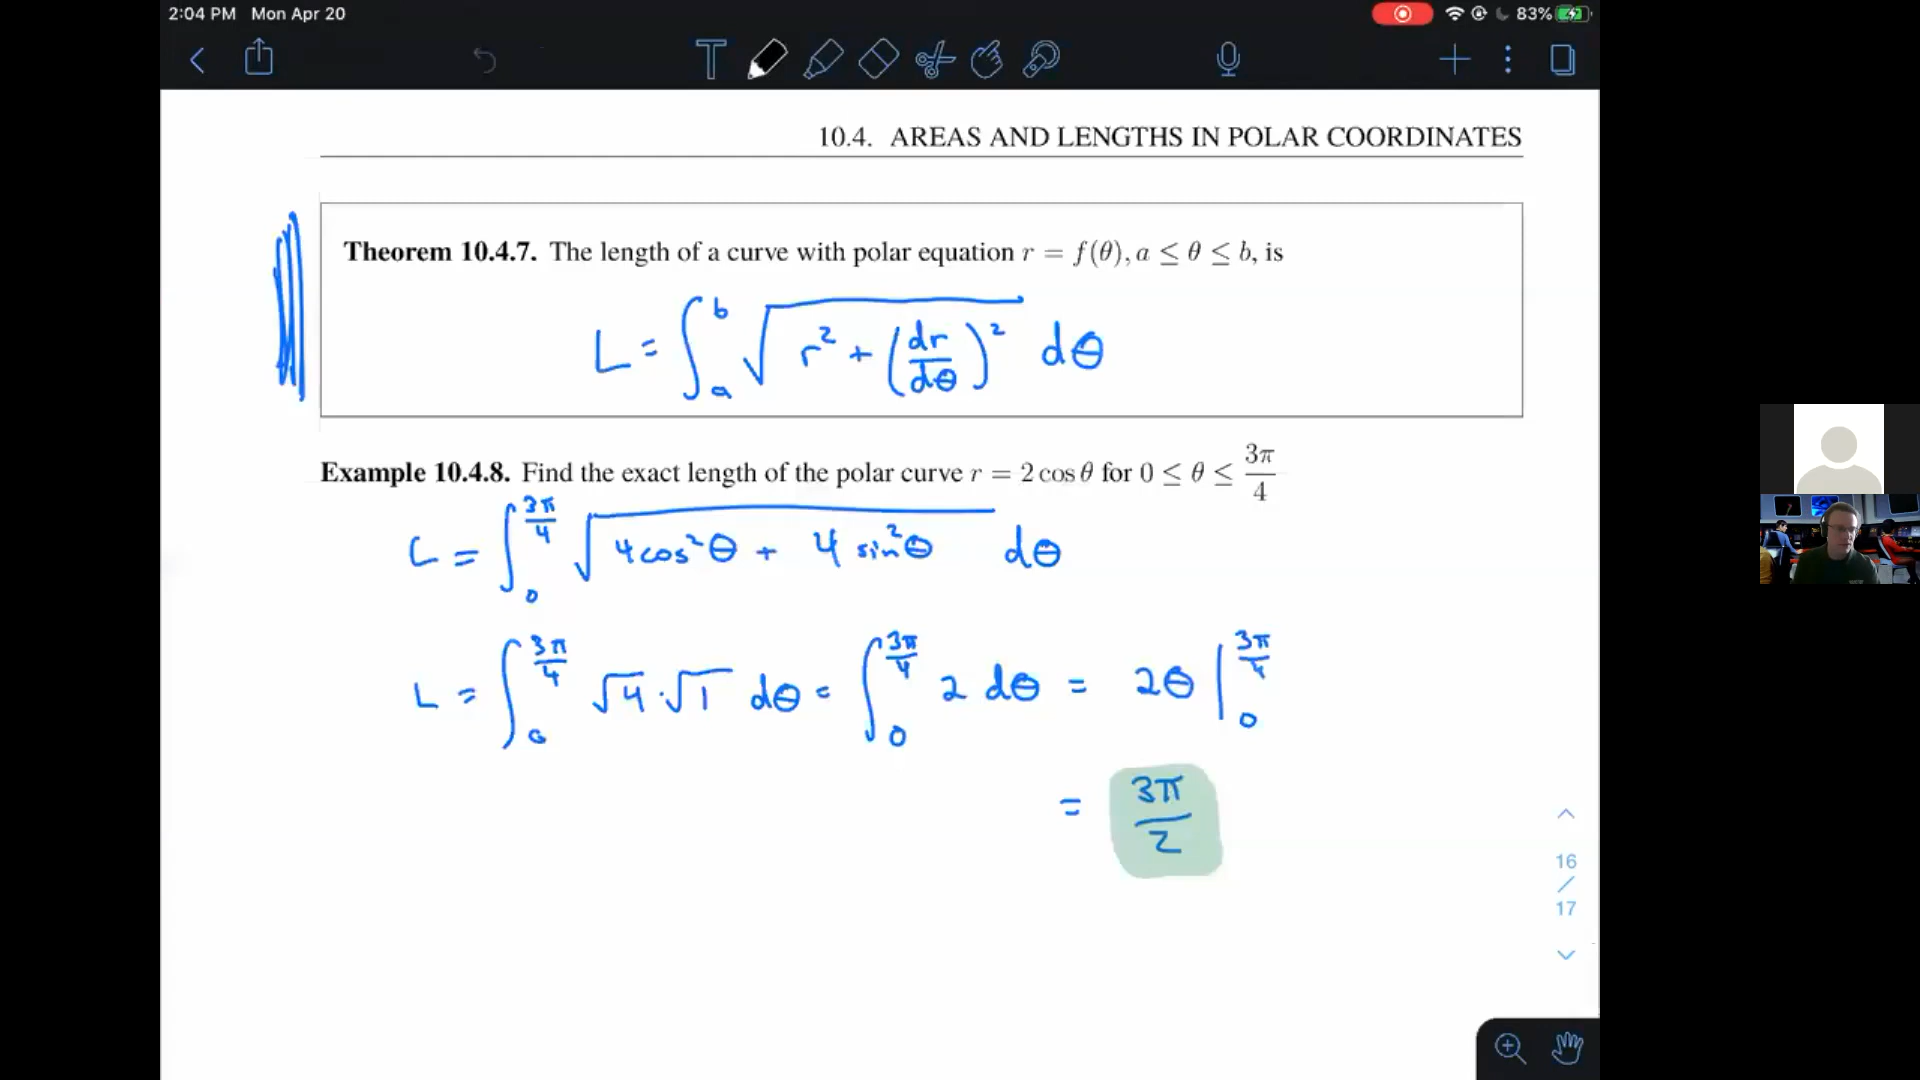 2:04 PM Mon Apr 20
83%
T
10.4. AREAS AND LENGTHS IN POLAR COORDINATES
Theorem 10.4.7. The length of a curve with polar equation r = f(θ), a ≤ θ ≤ b, is
L = ∫_a^b √(r² + (dr/dθ)²) dθ
Example 10.4.8. Find the exact length of the polar curve r = 2 cos θ for 0 ≤ θ ≤ 3π/4
L = ∫_0^{3π/4} √(4cos²θ + 4 sin²θ) dθ
L = ∫_0^{3π/4} √4·√1 dθ = ∫_0^{3π/4} 2 dθ = 2θ |_0^{3π/4}
= 3π/2
16
/
17